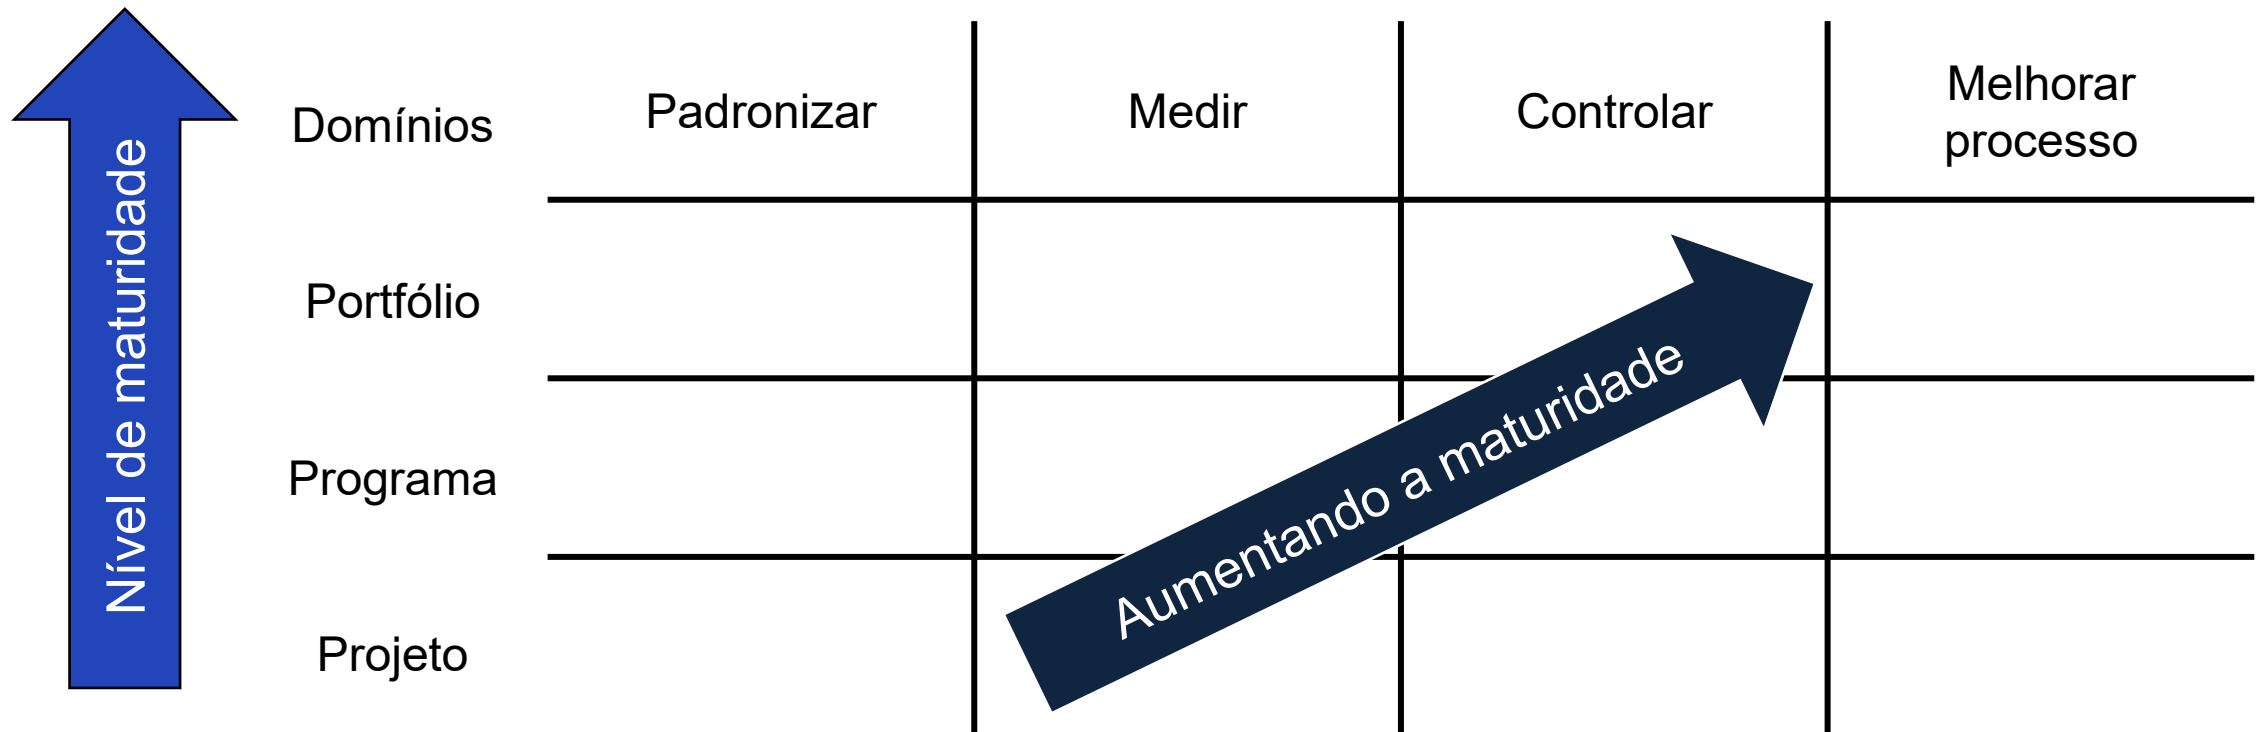 Nível de maturidade
Domínios
Padronizar
Medir
Controlar
Melhorar
processo
Portfólio
Programa
Projeto
Aumentando a maturidade